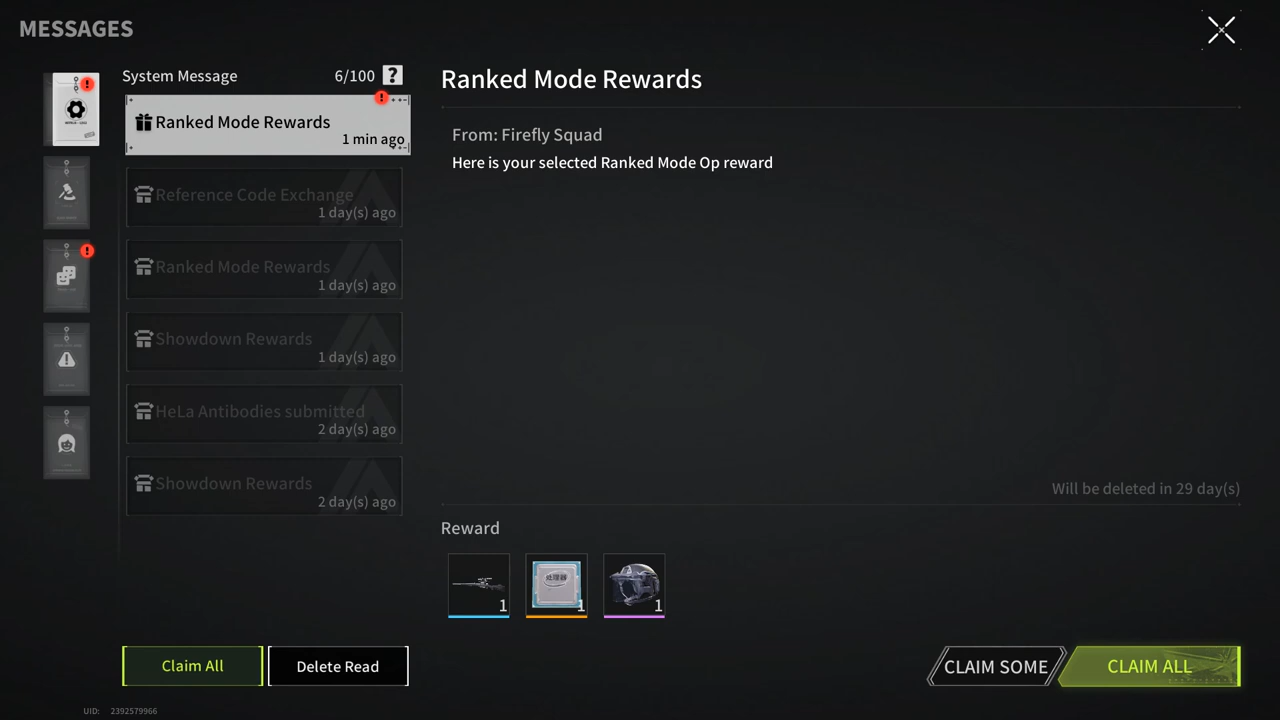 MESSAGES
System Message 6/100 ?
Ranked Mode Rewards
1 min ago
Reference Code Exchange
1 day(s) ago
Ranked Mode Rewards
1 day(s) ago
Showdown Rewards
1 day(s) ago
HeLa Antibodies submitted
2 day(s) ago
Showdown Rewards
2 day(s) ago
Claim All Delete Read
Ranked Mode Rewards
From: Firefly Squad
Here is your selected Ranked Mode Op reward
Will be deleted in 29 day(s)
Reward
处理器
1 1 1
CLAIM SOME CLAIM ALL
UID: 2392579966